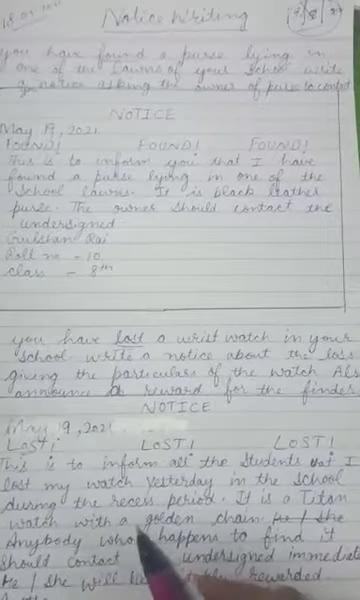 Notice Writing
you have found a purse lying in
one of the Lawns of your School write
a notice asking the owner of purse to contact
NOTICE
May 19, 2021
FOUND! FOUND! FOUND!
This is to inform you that I have
found a purse lying in one of the
School lawns. It is black leather
purse. The owner should contact the
undersigned
Gulshan Rai
Roll no - 10
class - 8th
you have lost a wrist watch in your
School write a notice about the loss
giving the particulars of the watch Als
announce a reward for the finder
NOTICE
May 19, 2021
LOST! LOST! LOST!
This is to inform all the Students that I
lost my watch yesterday in the School
during the recess period. It is a Titan
watch with a golden chain. He / She
Anybody who happens to find it
should contact undersigned immediate
He / She will rewarded.